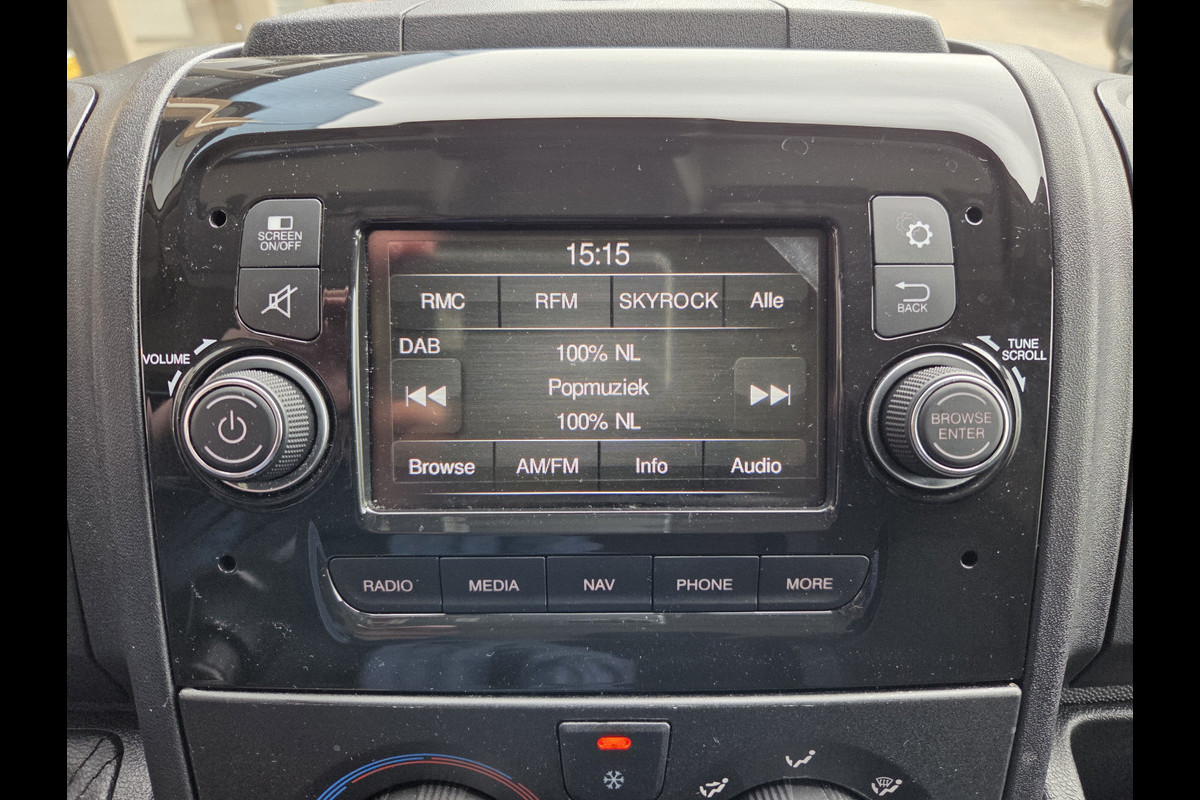 SCREEN
ON/OFF
15:15
RMC RFM SKYROCK Alle
DAB
100% NL
Popmuziek
100% NL
Browse AM/FM Info Audio
BACK
VOLUME
TUNE
SCROLL
BROWSE
ENTER
RADIO MEDIA NAV PHONE MORE